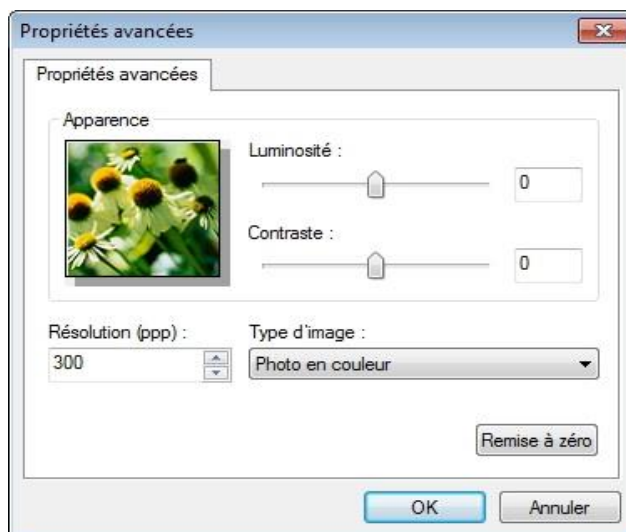 Propriétés avancées
Propriétés avancées
Apparence
Luminosité :
0
Contraste :
0
Résolution (ppp) :
Type d'image :
300
Photo en couleur
Remise à zéro
OK
Annuler